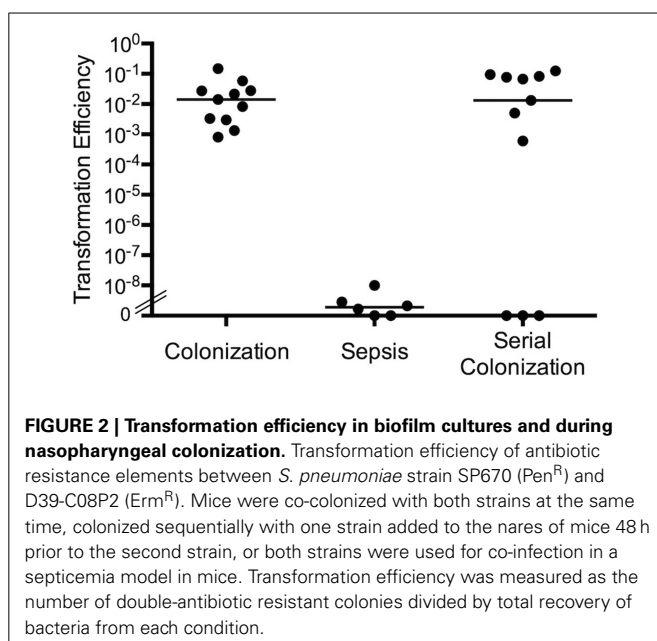 10⁰
10⁻¹
10⁻²
10⁻³
10⁻⁴
10⁻⁵
10⁻⁶
10⁻⁷
10⁻⁸
0
Transformation Efficiency
Colonization
Sepsis
Serial
Colonization
FIGURE 2 | Transformation efficiency in biofilm cultures and during
nasopharyngeal colonization. Transformation efficiency of antibiotic
resistance elements between S. pneumoniae strain SP670 (Penᴿ) and
D39-C08P2 (Ermᴿ). Mice were co-colonized with both strains at the same
time, colonized sequentially with one strain added to the nares of mice 48 h
prior to the second strain, or both strains were used for co-infection in a
septicemia model in mice. Transformation efficiency was measured as the
number of double-antibiotic resistant colonies divided by total recovery of
bacteria from each condition.